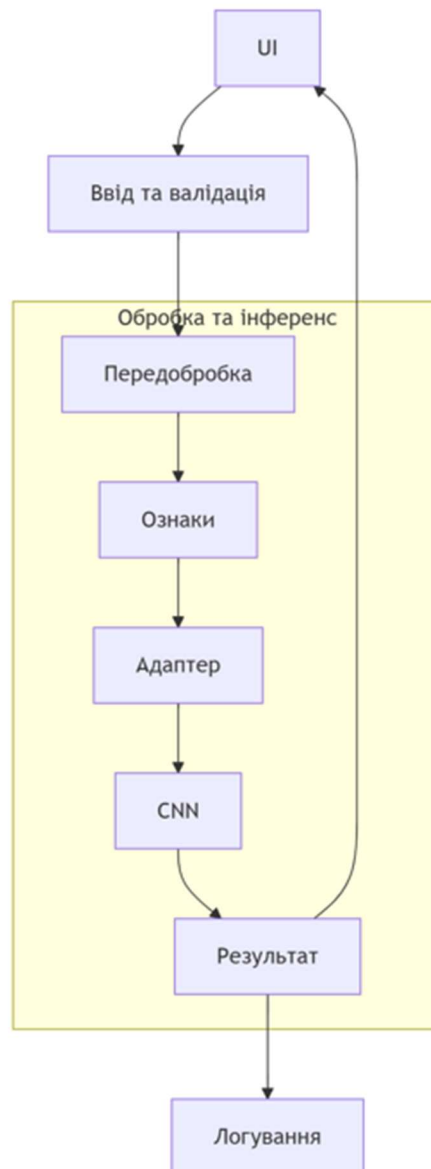 UI
Ввід та валідація
Обробка та інференс
Передобробка
Ознаки
Адаптер
CNN
Результат
Логування